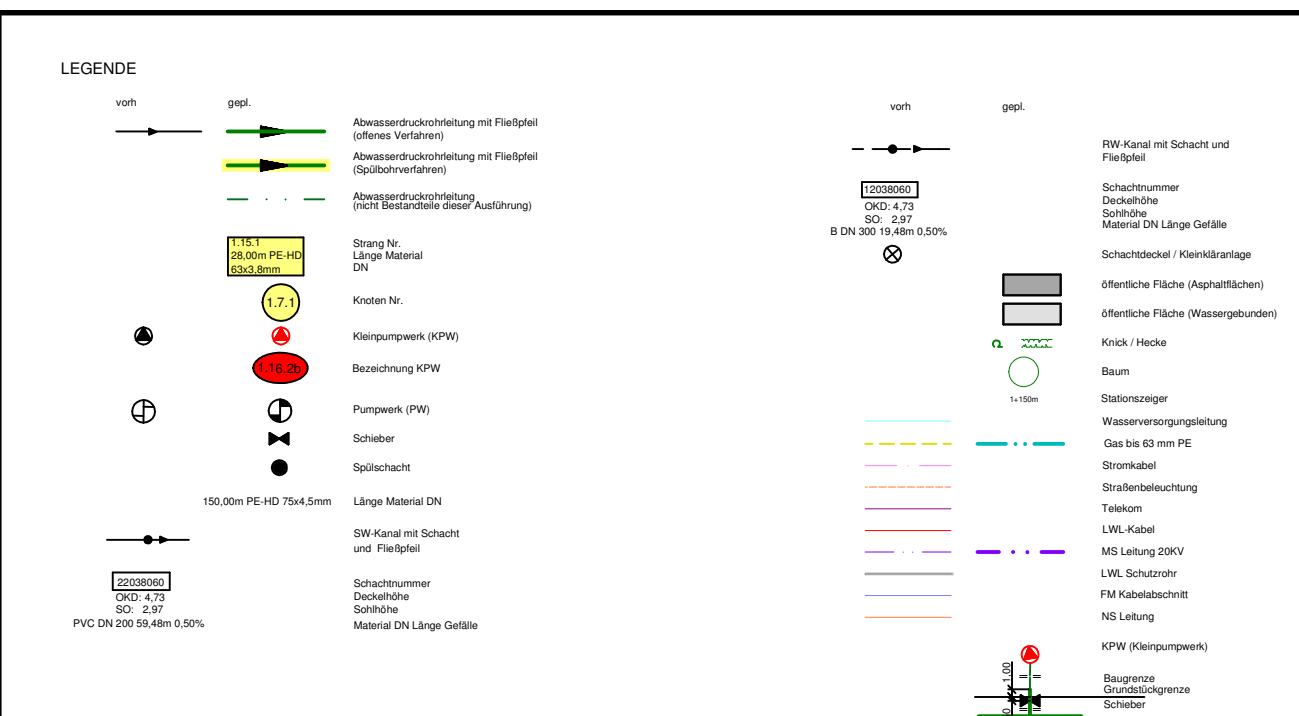 LEGENDE
vorh gepl.
Abwasserdruckrohrleitung mit Fließpfeil
(offenes Verfahren)
Abwasserdruckrohrleitung mit Fließpfeil
(Spülbohrverfahren)
Abwasserdruckrohrleitung
(nicht Bestandteile dieser Ausführung)
1.15.1
28,00m PE-HD
63x3,8mm
Strang Nr.
Länge Material
DN
1.7.1
Knoten Nr.
Kleinpumpwerk (KPW)
1.16.2b
Bezeichnung KPW
Pumpwerk (PW)
Schieber
Spülschacht
150,00m PE-HD 75x4,5mm Länge Material DN
SW-Kanal mit Schacht
und Fließpfeil
22038060
OKD: 4,73
SO: 2,97
PVC DN 200 59,48m 0,50%
Schachtnummer
Deckelhöhe
Sohlhöhe
Material DN Länge Gefälle
vorh gepl.
RW-Kanal mit Schacht und
Fließpfeil
12038060
OKD: 4,73
SO: 2,97
B DN 300 19,48m 0,50%
Schachtnummer
Deckelhöhe
Sohlhöhe
Material DN Länge Gefälle
Schachtdeckel / Kleinkläranlage
öffentliche Fläche (Asphaltflächen)
öffentliche Fläche (Wassergebunden)
Knick / Hecke
Baum
1+150m Stationszeiger
Wasserversorgungsleitung
Gas bis 63 mm PE
Stromkabel
Straßenbeleuchtung
Telekom
LWL-Kabel
MS Leitung 20KV
LWL Schutzrohr
FM Kabelabschnitt
NS Leitung
KPW (Kleinpumpwerk)
1,00
Baugrenze
Grundstückgrenze
Schieber